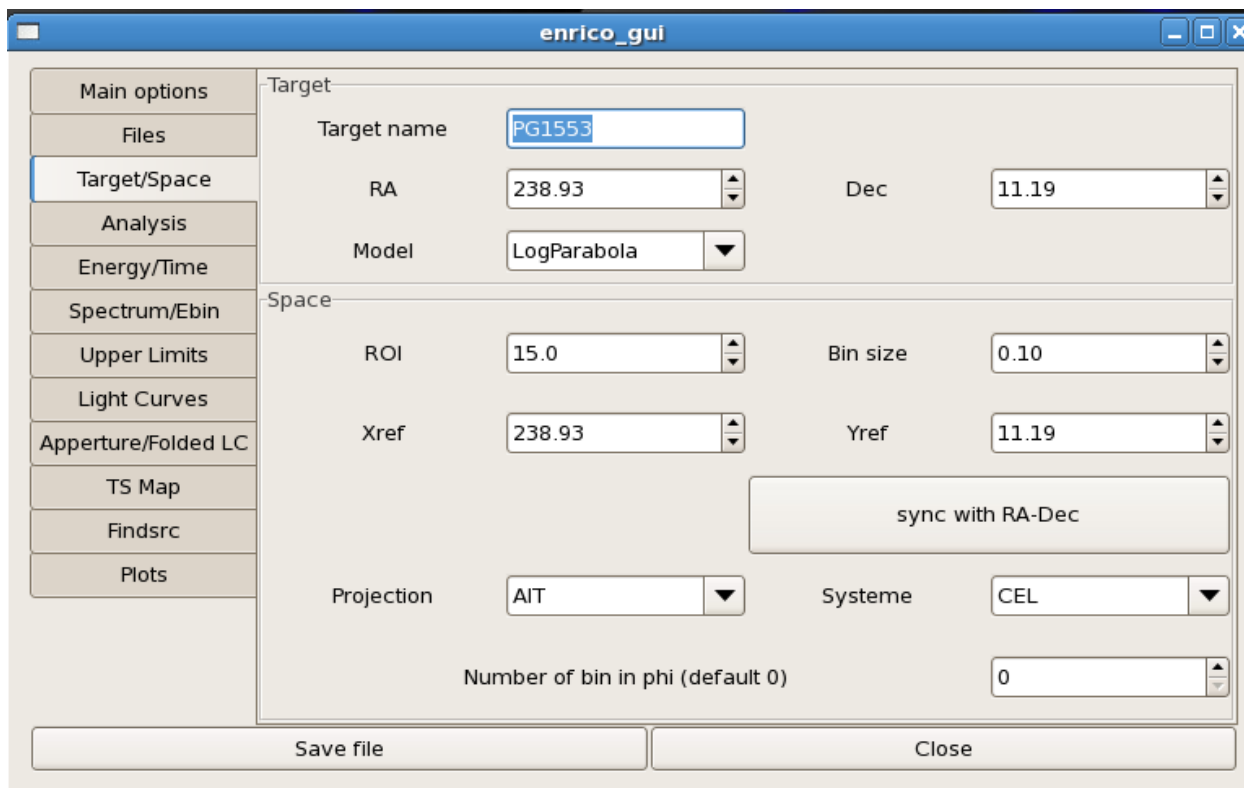 enrico_gui
Main options
Files
Target/Space
Analysis
Energy/Time
Spectrum/Ebin
Upper Limits
Light Curves
Apperture/Folded LC
TS Map
Findsrc
Plots
Target
Target name PG1553
RA 238.93 Dec 11.19
Model LogParabola
Space
ROI 15.0 Bin size 0.10
Xref 238.93 Yref 11.19
sync with RA-Dec
Projection AIT Systeme CEL
Number of bin in phi (default 0) 0
Save file Close